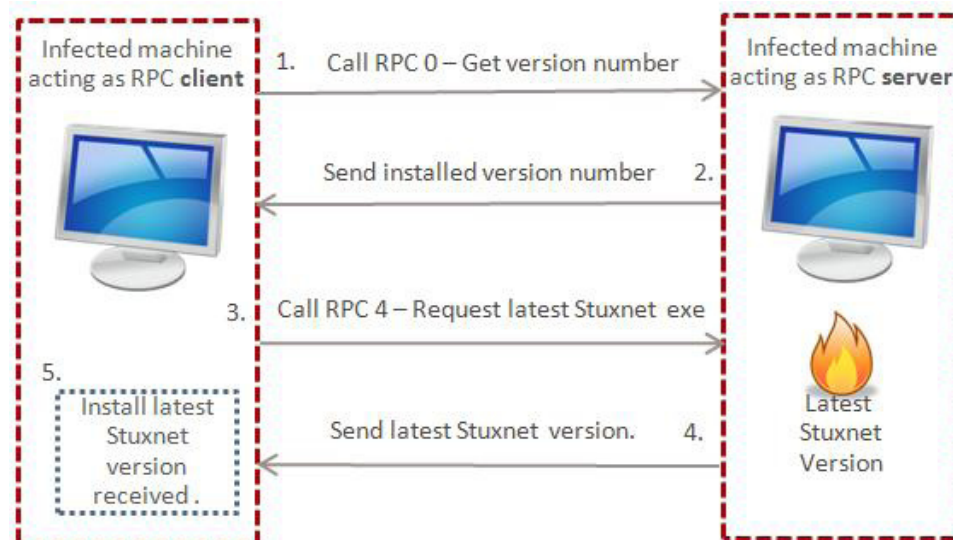 Infected machine
acting as RPC client
1.
Call RPC 0 – Get version number
Infected machine
acting as RPC server
Send installed version number
2.
3.
Call RPC 4 – Request latest Stuxnet exe
Send latest Stuxnet version.
4.
5.
Install latest
Stuxnet
version
received .
Latest
Stuxnet
Version